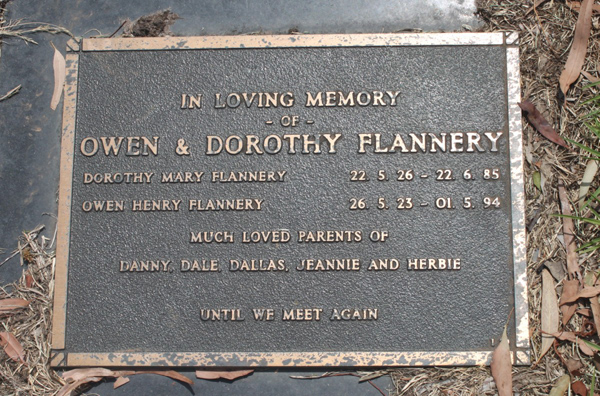 IN LOVING MEMORY
- OF -
OWEN & DOROTHY FLANNERY
DOROTHY MARY FLANNERY 22. 5. 26 - 22. 6. 85
OWEN HENRY FLANNERY 26. 5. 23 - 01. 5. 94
MUCH LOVED PARENTS OF
DANNY, DALE, DALLAS, JEANNIE AND HERBIE
UNTIL WE MEET AGAIN